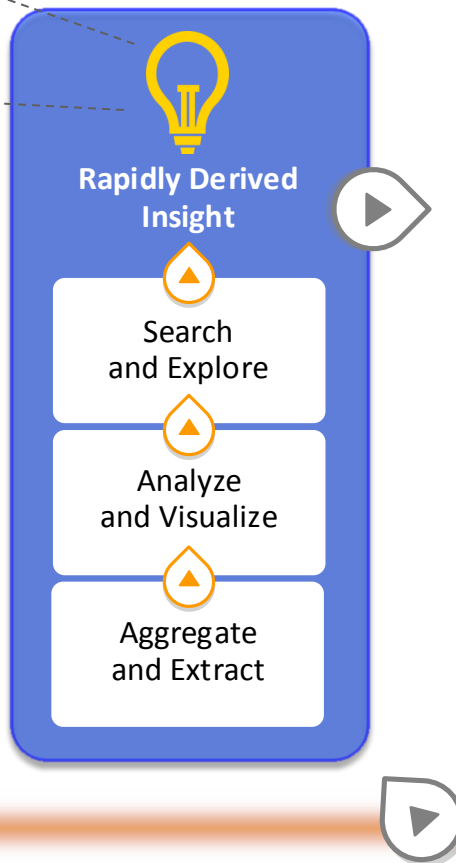 Rapidly Derived
Insight
Search
and Explore
Analyze
and Visualize
Aggregate
and Extract